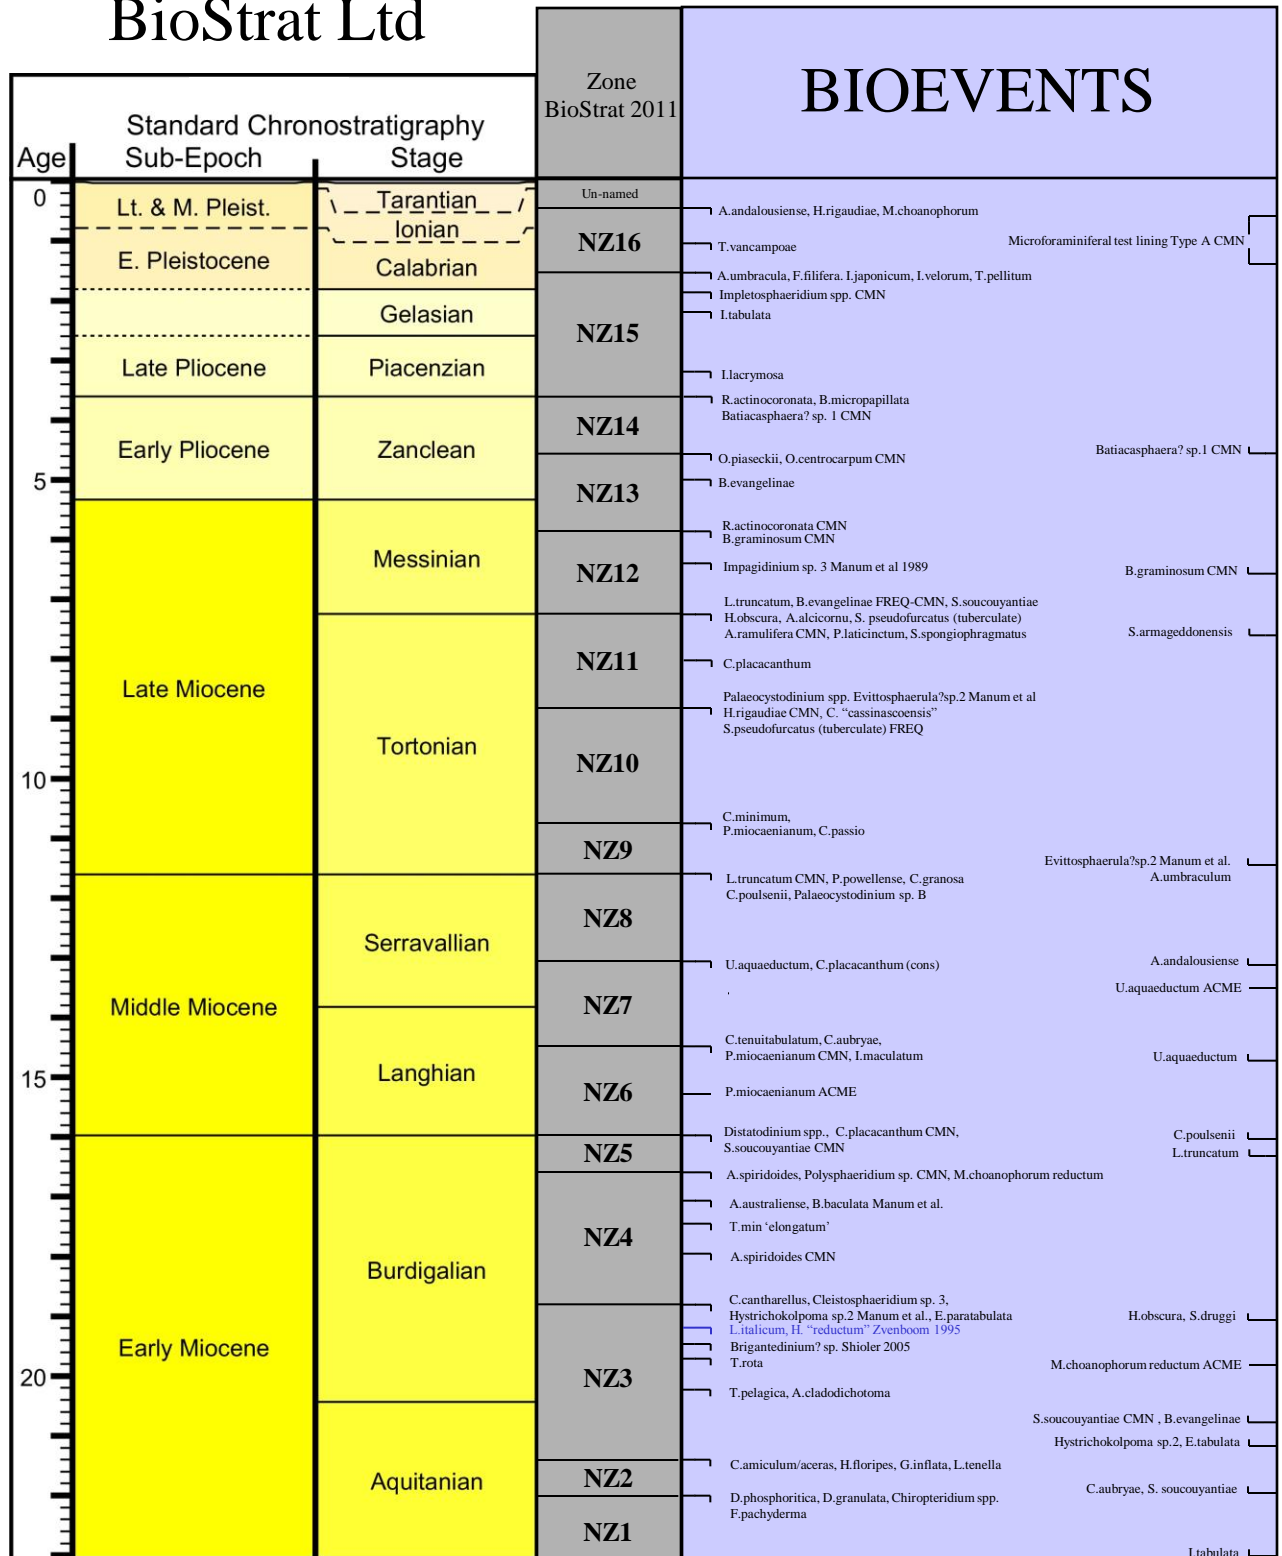 BioStrat Ltd
Zone
BioStrat 2011
BIOEVENTS
Standard Chronostratigraphy
Age
Sub-Epoch
Stage
0
5
10
15
20
Lt. & M. Pleist.
E. Pleistocene
Late Pliocene
Early Pliocene
Late Miocene
Middle Miocene
Early Miocene
Tarantian
Ionian
Calabrian
Gelasian
Piacenzian
Zanclean
Messinian
Tortonian
Serravallian
Langhian
Burdigalian
Aquitanian
Un-named
NZ16
NZ15
NZ14
NZ13
NZ12
NZ11
NZ10
NZ9
NZ8
NZ7
NZ6
NZ5
NZ4
NZ3
NZ2
NZ1
A.andalousiense, H.rigaudiae, M.choanophorum
T.vancampoae
A.umbracula, F.filifera. I.japonicum, I.velorum, T.pellitum
Impletosphaeridium spp. CMN
I.tabulata
I.lacrymosa
R.actinocoronata, B.micropapillata
Batiacasphaera? sp. 1 CMN
O.piaseckii, O.centrocarpum CMN
B.evangelinae
R.actinocoronata CMN
B.graminosum CMN
Impagidinium sp. 3 Manum et al 1989
L.truncatum, B.evangelinae FREQ-CMN, S.soucouyantiae
H.obscura, A.alcicornu, S. pseudofurcatus (tuberculate)
A.ramulifera CMN, P.laticinctum, S.spongiophragmatus
C.placacanthum
Palaeocystodinium spp. Evittosphaerula?sp.2 Manum et al
H.rigaudiae CMN, C. “cassinascoensis”
S.pseudofurcatus (tuberculate) FREQ
C.minimum,
P.miocaenianum, C.passio
L.truncatum CMN, P.powellense, C.granosa
C.poulsenii, Palaeocystodinium sp. B
U.aquaeductum, C.placacanthum (cons)
.
C.tenuitabulatum, C.aubryae,
P.miocaenianum CMN, I.maculatum
P.miocaenianum ACME
Distatodinium spp., C.placacanthum CMN,
S.soucouyantiae CMN
A.spiridoides, Polysphaeridium sp. CMN, M.choanophorum reductum
A.australiense, B.baculata Manum et al.
T.min ‘elongatum’
A.spiridoides CMN
C.cantharellus, Cleistosphaeridium sp. 3,
Hystrichokolpoma sp.2 Manum et al., E.paratabulata
L.italicum, H. “reductum” Zvenboom 1995
Brigantedinium? sp. Shioler 2005
T.rota
T.pelagica, A.cladodichotoma
C.amiculum/aceras, H.floripes, G.inflata, L.tenella
D.phosphoritica, D.granulata, Chiropteridium spp.
F.pachyderma
Microforaminiferal test lining Type A CMN
Batiacasphaera? sp.1 CMN
B.graminosum CMN
S.armageddonensis
Evittosphaerula?sp.2 Manum et al.
A.umbraculum
A.andalousiense
U.aquaeductum ACME
U.aquaeductum
C.poulsenii
L.truncatum
H.obscura, S.druggi
M.choanophorum reductum ACME
S.soucouyantiae CMN , B.evangelinae
Hystrichokolpoma sp.2, E.tabulata
C.aubryae, S. soucouyantiae
I.tabulata